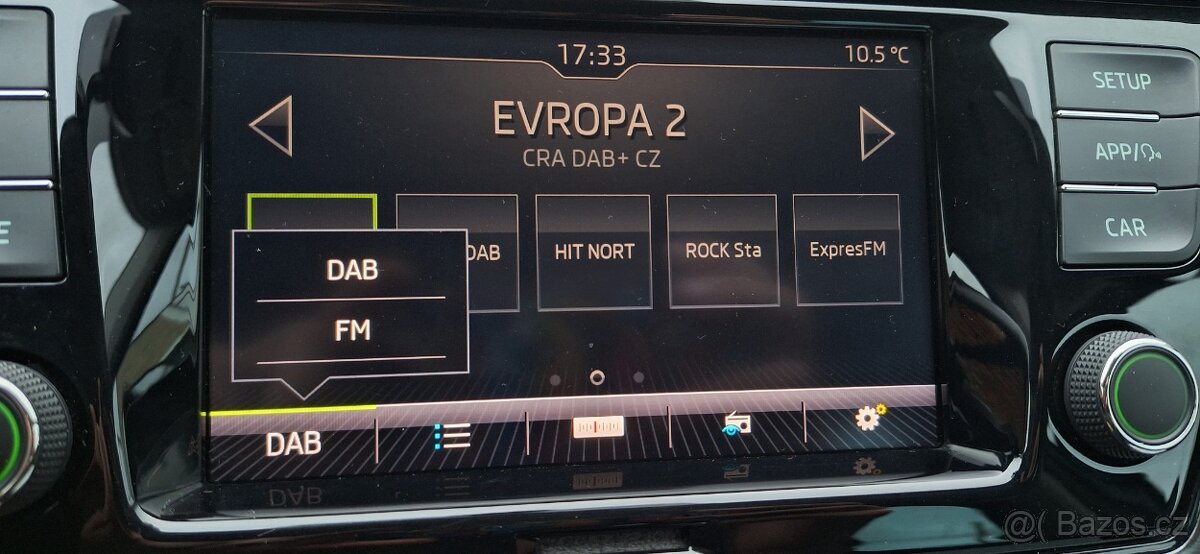 17:33
10.5 °C
EVROPA 2
CRA DAB+ CZ
DAB
HIT NORT
ROCK Sta
ExpresFM
DAB
FM
DAB
SETUP
APP/
CAR
E
@( Bazos.cz